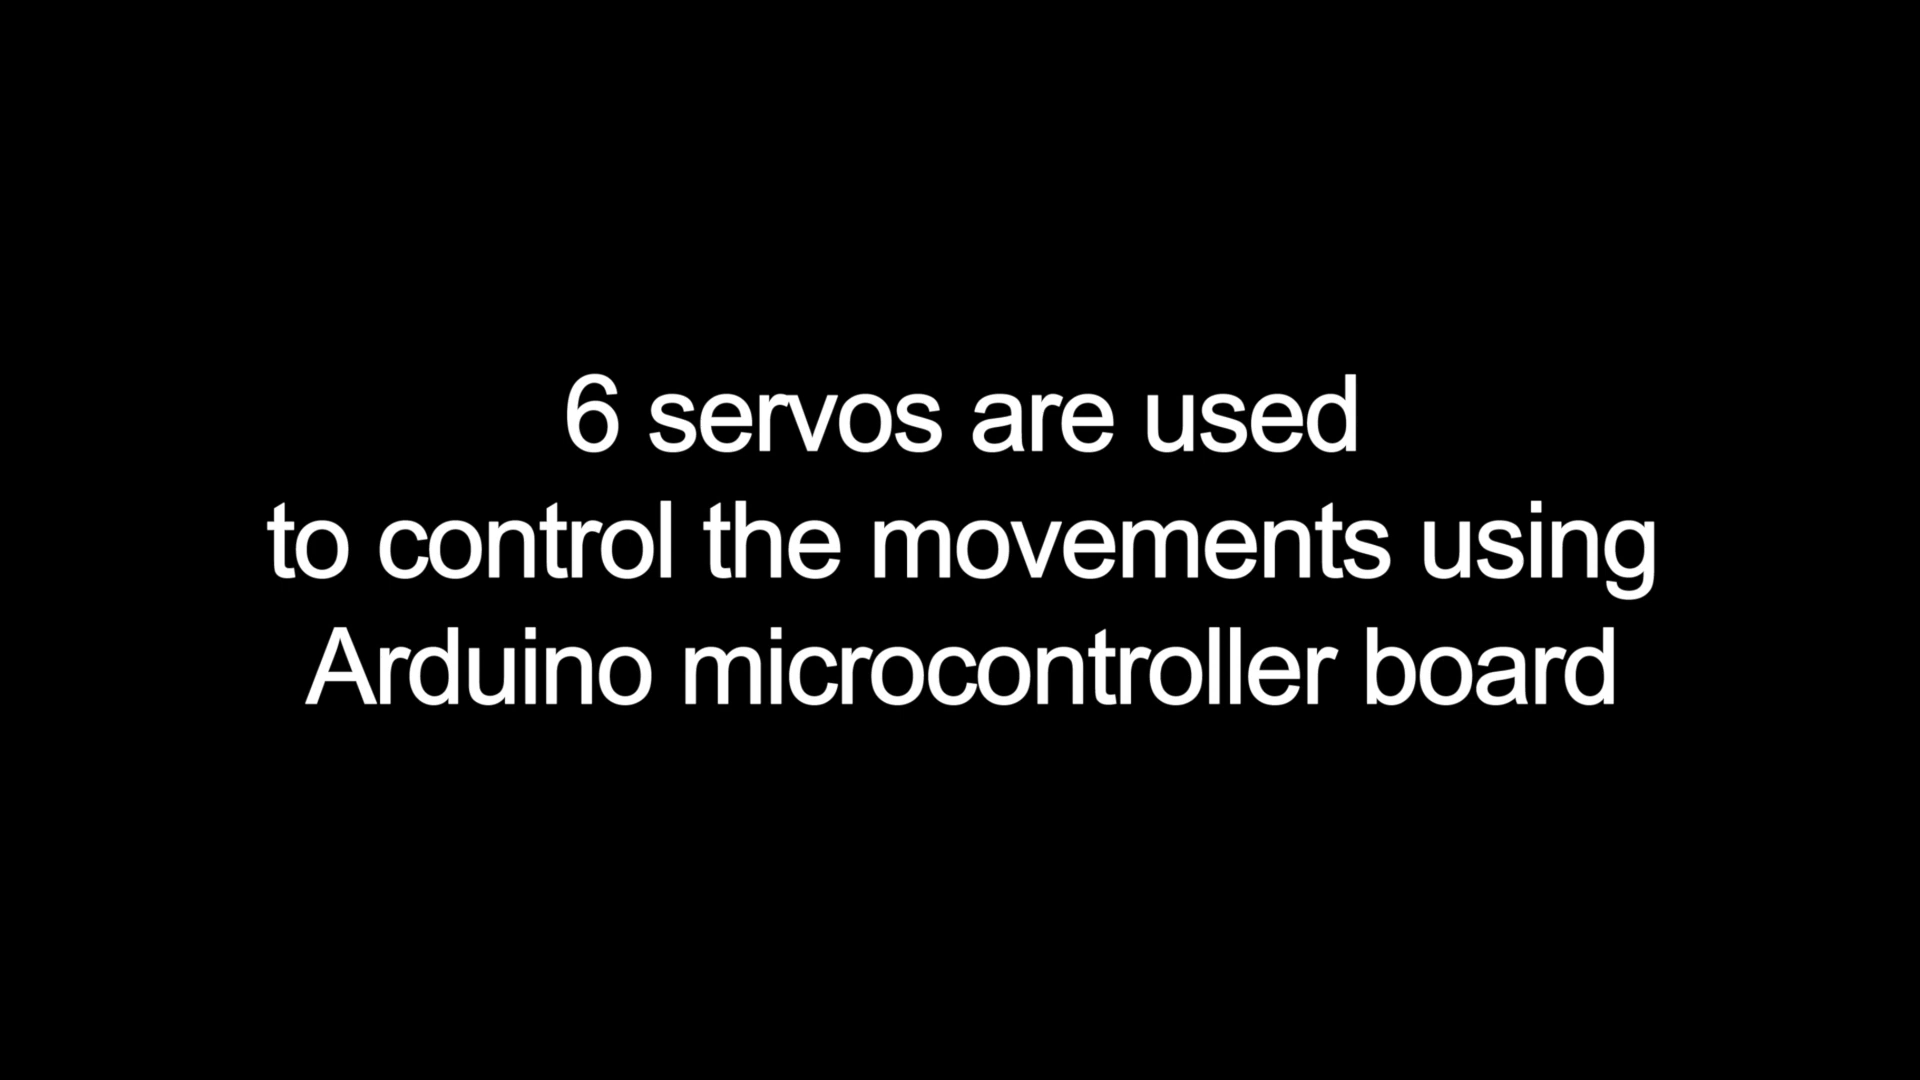 6 servos are used
to control the movements using
Arduino microcontroller board